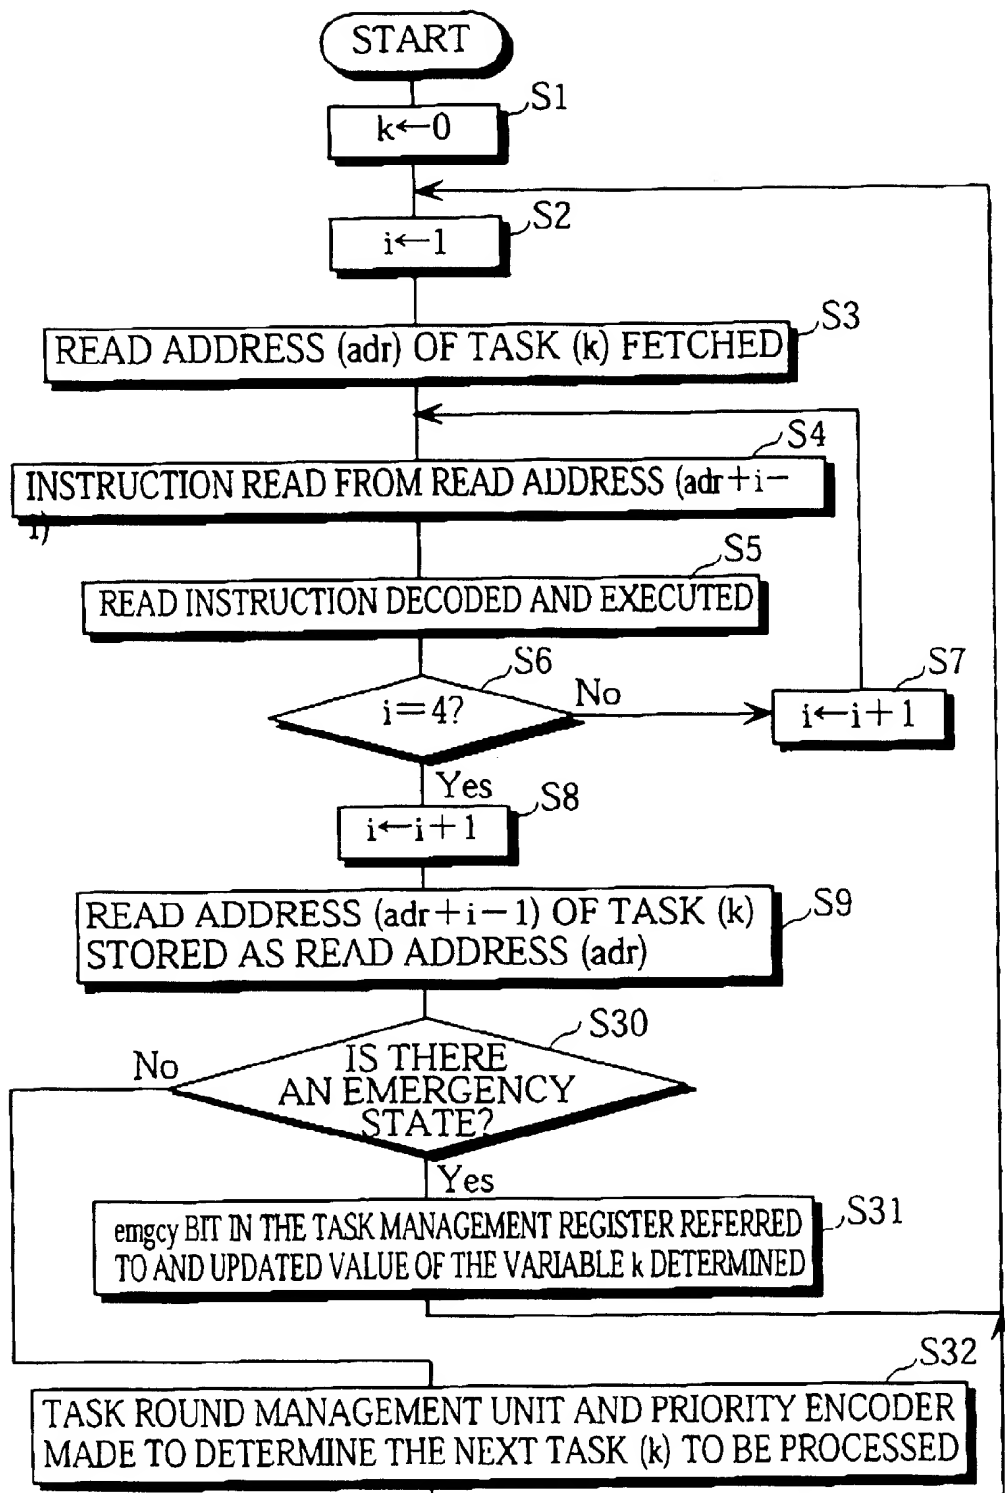 START
S1
k←0
S2
i←1
S3
READ ADDRESS (adr) OF TASK (k) FETCHED
S4
INSTRUCTION READ FROM READ ADDRESS (adr+i−
1)
S5
READ INSTRUCTION DECODED AND EXECUTED
S6
i=4?
No
S7
i←i+1
Yes
S8
i←i+1
S9
READ ADDRESS (adr+i−1) OF TASK (k)
STORED AS READ ADDRESS (adr)
S30
No
IS THERE
AN EMERGENCY
STATE?
Yes
S31
emgcy BIT IN THE TASK MANAGEMENT REGISTER REFERRED
TO AND UPDATED VALUE OF THE VARIABLE k DETERMINED
S32
TASK ROUND MANAGEMENT UNIT AND PRIORITY ENCODER
MADE TO DETERMINE THE NEXT TASK (k) TO BE PROCESSED